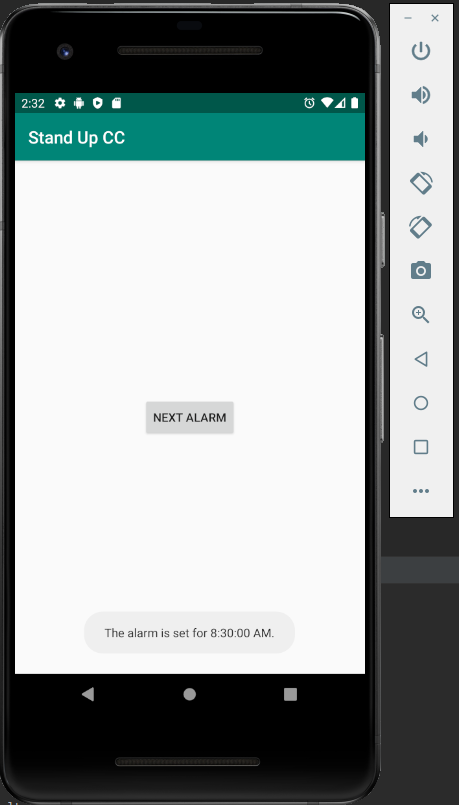 2:32
Stand Up CC
NEXT ALARM
The alarm is set for 8:30:00 AM.